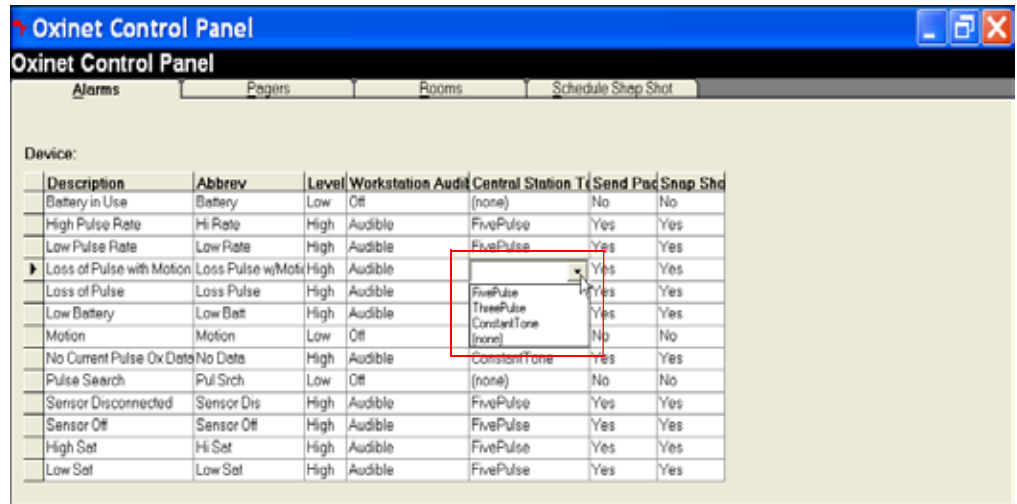 Oxinet Control Panel
Oxinet Control Panel
Alarms Pagers Rooms Schedule Snap Shot
Device:
Description Abbrev Level Workstation Audib Central Station To Send Pag Snap Sho
Battery in Use Battery Low Off (none) No No
High Pulse Rate Hi Rate High Audible FivePulse Yes Yes
Low Pulse Rate Low Rate High Audible FivePulse Yes Yes
Loss of Pulse with Motion Loss Pulse w/Motic High Audible Yes Yes
Loss of Pulse Loss Pulse High Audible FivePulse Yes Yes
Low Battery Low Batt High Audible ThreePulse Yes Yes
ConstantTone
Motion Motion Low Off (none) No No
No Current Pulse Ox Data No Data High Audible ConstantTone Yes Yes
Pulse Search Pul Srch Low Off (none) No No
Sensor Disconnected Sensor Dis High Audible FivePulse Yes Yes
Sensor Off Sensor Off High Audible FivePulse Yes Yes
High Sat Hi Sat High Audible FivePulse Yes Yes
Low Sat Low Sat High Audible FivePulse Yes Yes